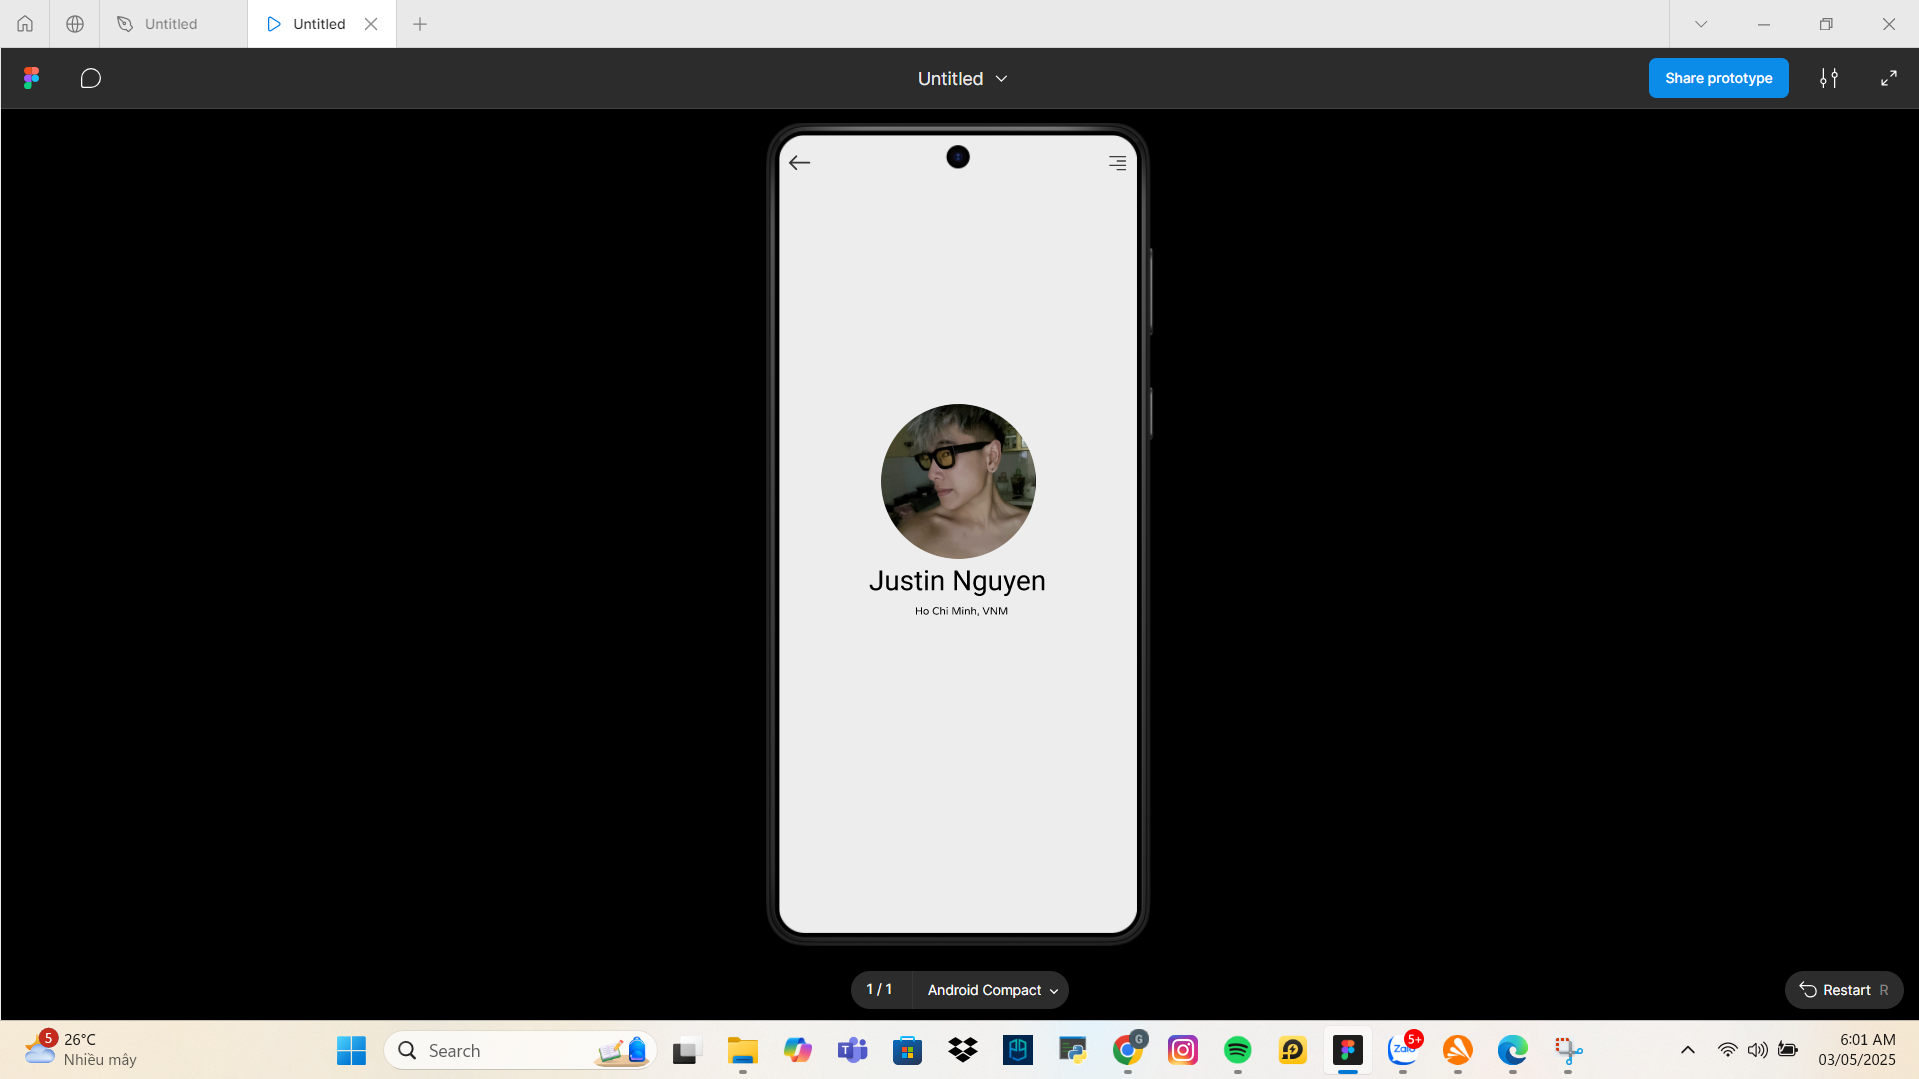 Untitled
Untitled
Untitled
Share prototype
Justin Nguyen
Ho Chi Minh, VNM
1 / 1
Android Compact
Restart R
5
26°C
Nhiều mây
Search
G
Zalo
5+
6:01 AM
03/05/2025